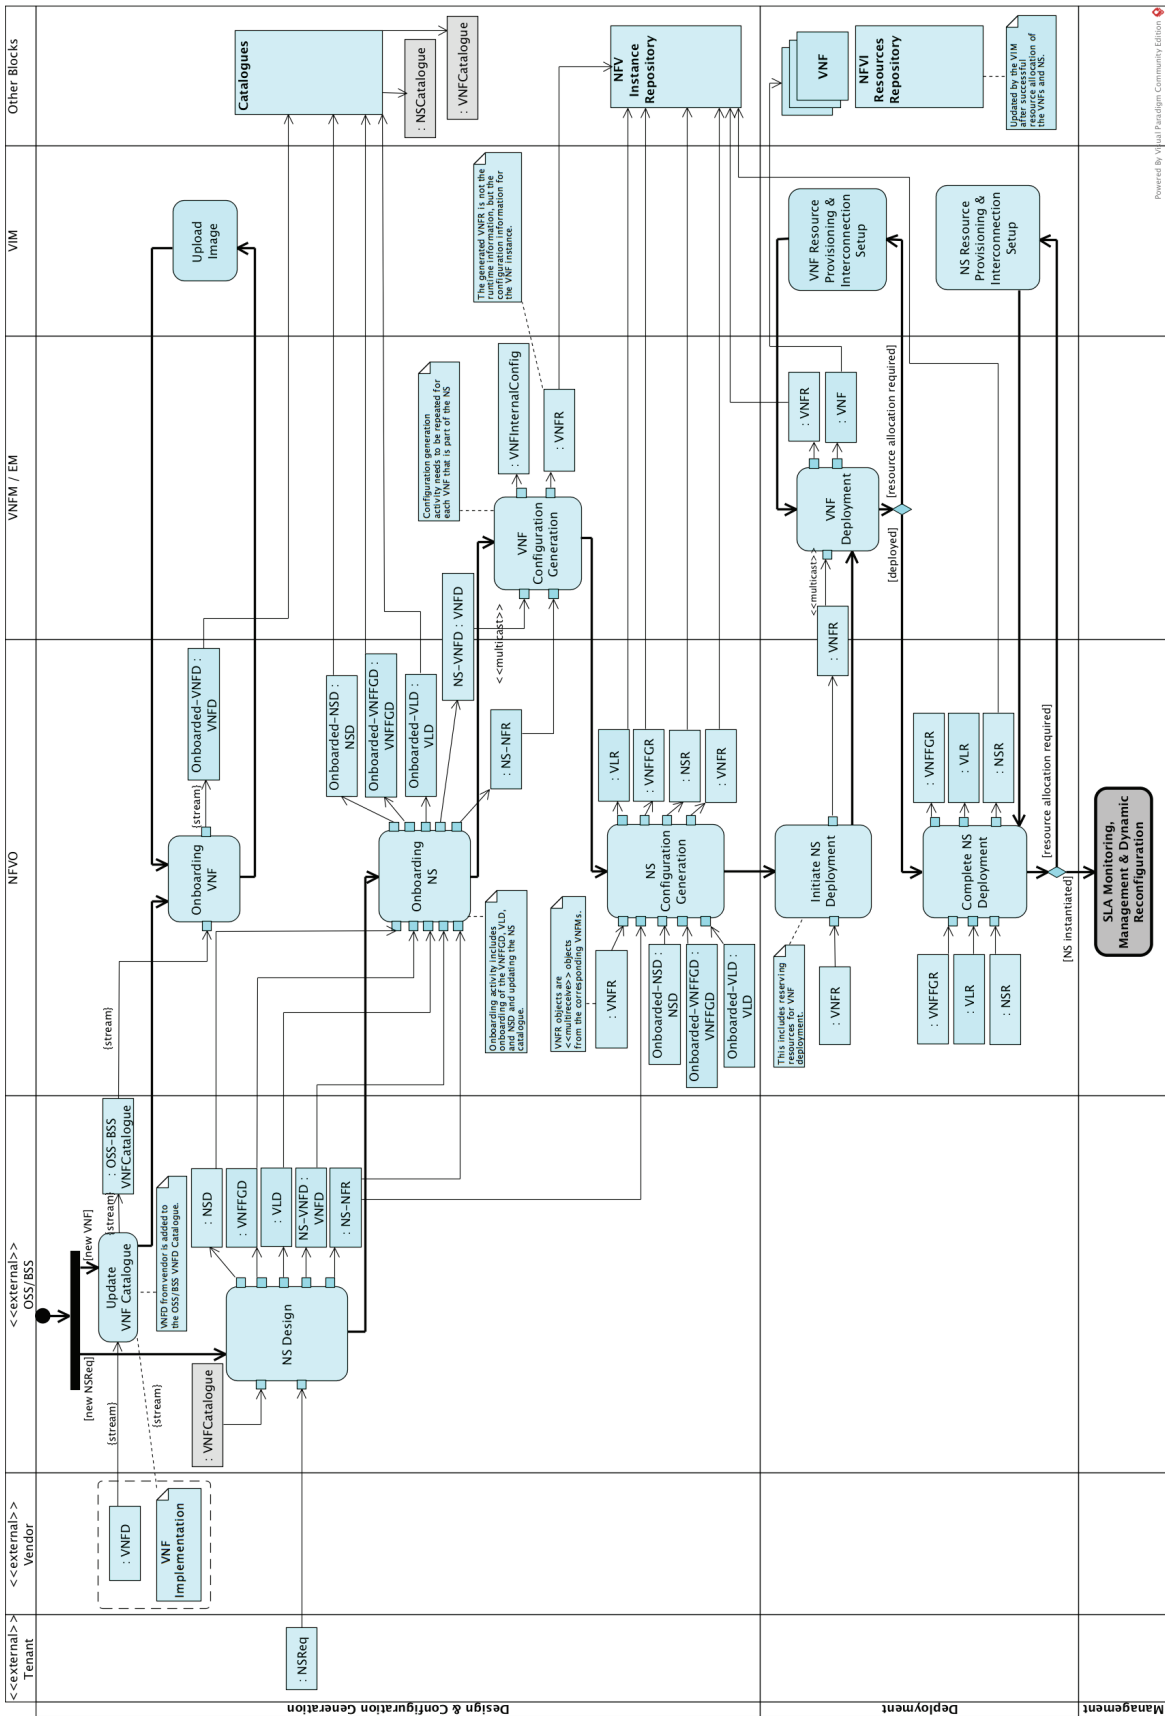 <<external>>
Tenant
<<external>>
Vendor
<<external>>
OSS/BSS
NFVO
VNFM / EM
VIM
Other Blocks
Design & Configuration Generation
Deployment
Management
: NSReq
: VNFD
VNF
Implementation
{stream}
{stream}
[new NSReq]
[new VNF]
Update
VNF Catalogue
{stream}
: OSS-BSS
VNFCatalogue
{stream}
VNFD from vendor is added to
the OSS/BSS VNFD Catalogue.
: VNFCatalogue
NS Design
: NSD
: VNFFGD
: VLD
NS-VNFD :
VNFD
: NS-NFR
Onboarding
VNF
{stream}
Onboarded-VNFD :
VNFD
Upload
Image
Catalogues
: NSCatalogue
: VNFCatalogue
Onboarding
NS
Onboarded-NSD :
NSD
Onboarded-VNFFGD :
VNFFGD
Onboarded-VLD :
VLD
NS-VNFD : VNFD
: NS-NFR
<<multicast>>
Onboarding activity includes
onboarding of the VNFFGD, VLD,
and NSD and updating the NS
catalogue.
Configuration generation
activity needs to be repeated for
each VNF that is part of the NS
VNF
Configuration
Generation
: VNFInternalConfig
: VNFR
The generated VNFR is not the
runtime information, but the
configuration information for
the VNF instance.
VNFR objects are
<<multireceive>> objects
from the corresponding VNFMs.
: VNFR
Onboarded-NSD :
NSD
Onboarded-VNFFGD :
VNFFGD
Onboarded-VLD :
VLD
NS
Configuration
Generation
: VLR
: VNFFGR
: NSR
: VNFR
NFV
Instance
Repository
This includes reserving
resources for VNF
deployment.
: VNFR
Initiate NS
Deployment
: VNFR
<<multicast>>
VNF
Deployment
: VNFR
: VNF
[deployed]
[resource allocation required]
VNF Resource
Provisioning &
Interconnection
Setup
VNF
NFVI
Resources
Repository
Updated by the VIM
after successful
resource allocation of
the VNFs and NS.
: VNFFGR
: VLR
: NSR
Complete NS
Deployment
: VNFFGR
: VLR
: NSR
NS Resource
Provisioning &
Interconnection
Setup
[NS instantiated]
[resource allocation required]
SLA Monitoring,
Management & Dynamic
Reconfiguration
Powered By Visual Paradigm Community Edition